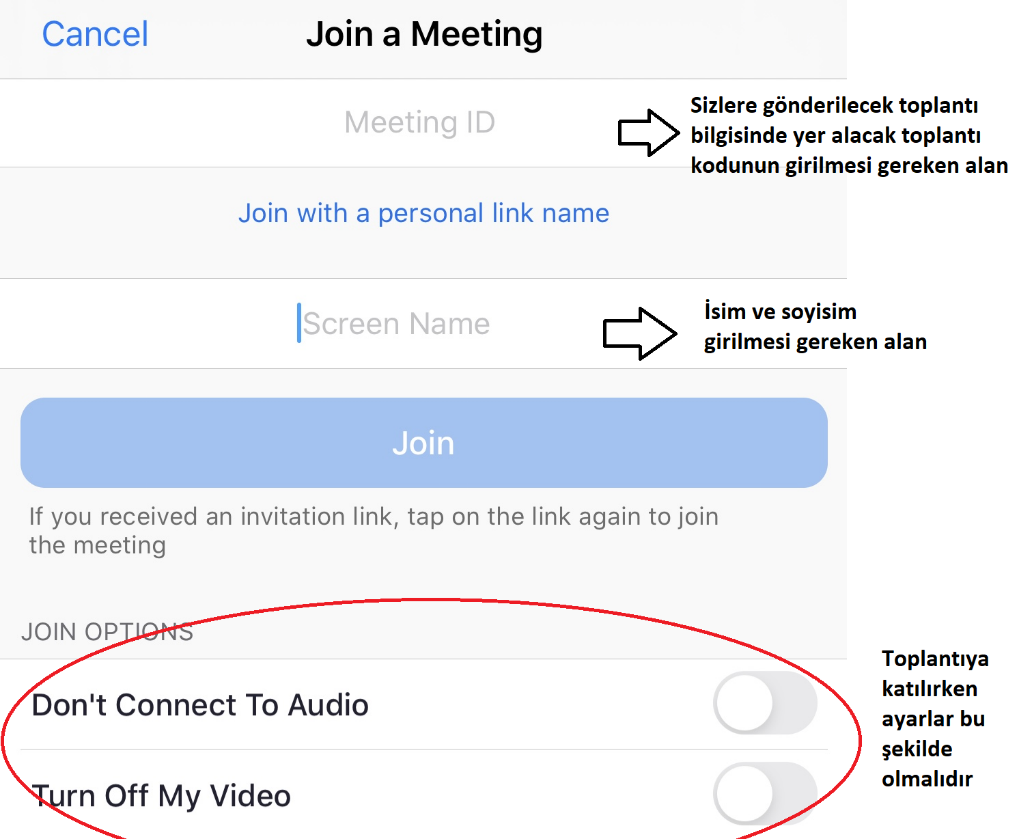 Cancel
Join a Meeting
Meeting ID
Sizlere gönderilecek toplantı
bilgisinde yer alacak toplantı
kodunun girilmesi gereken alan
Join with a personal link name
Screen Name
İsim ve soyisim
girilmesi gereken alan
Join
If you received an invitation link, tap on the link again to join
the meeting
JOIN OPTIONS
Don't Connect To Audio
Turn Off My Video
Toplantıya
katılırken
ayarlar bu
şekilde
olmalıdır